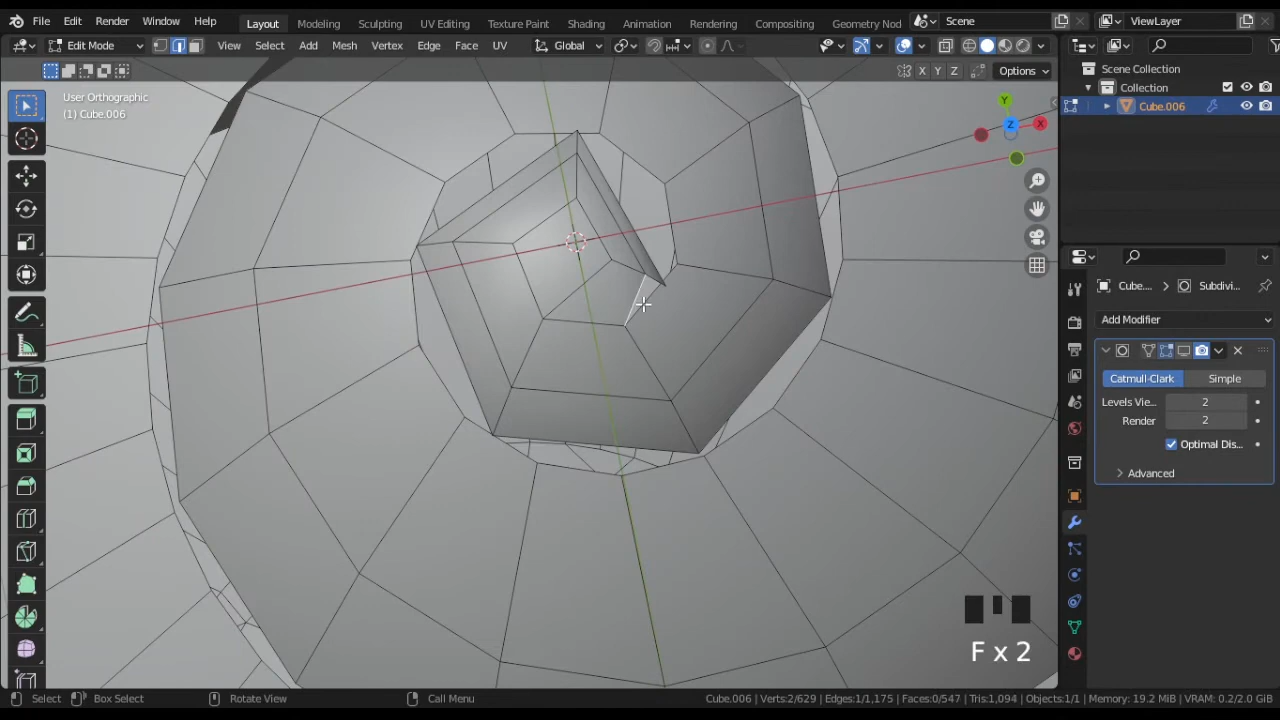 File Edit Render Window Help Layout Modeling Sculpting UV Editing Texture Paint Shading Animation Rendering Compositing Geometry Nod Scene ViewLayer
Edit Mode View Select Add Mesh Vertex Edge Face UV Global
X Y Z Options
User Orthographic
(1) Cube.006
Y
X
Z
Scene Collection
Collection
Cube.006
Cube.... Subdivi...
Add Modifier
Catmull-Clark Simple
Levels Vie... 2
Render 2
Optimal Dis...
Advanced
F x 2
Select Box Select Rotate View Call Menu Cube.006 | Verts:2/629 | Edges:1/1,175 | Faces:0/547 | Tris:1,094 | Objects:1/1 | Memory: 19.2 MiB | VRAM: 0.2/2.0 GiB